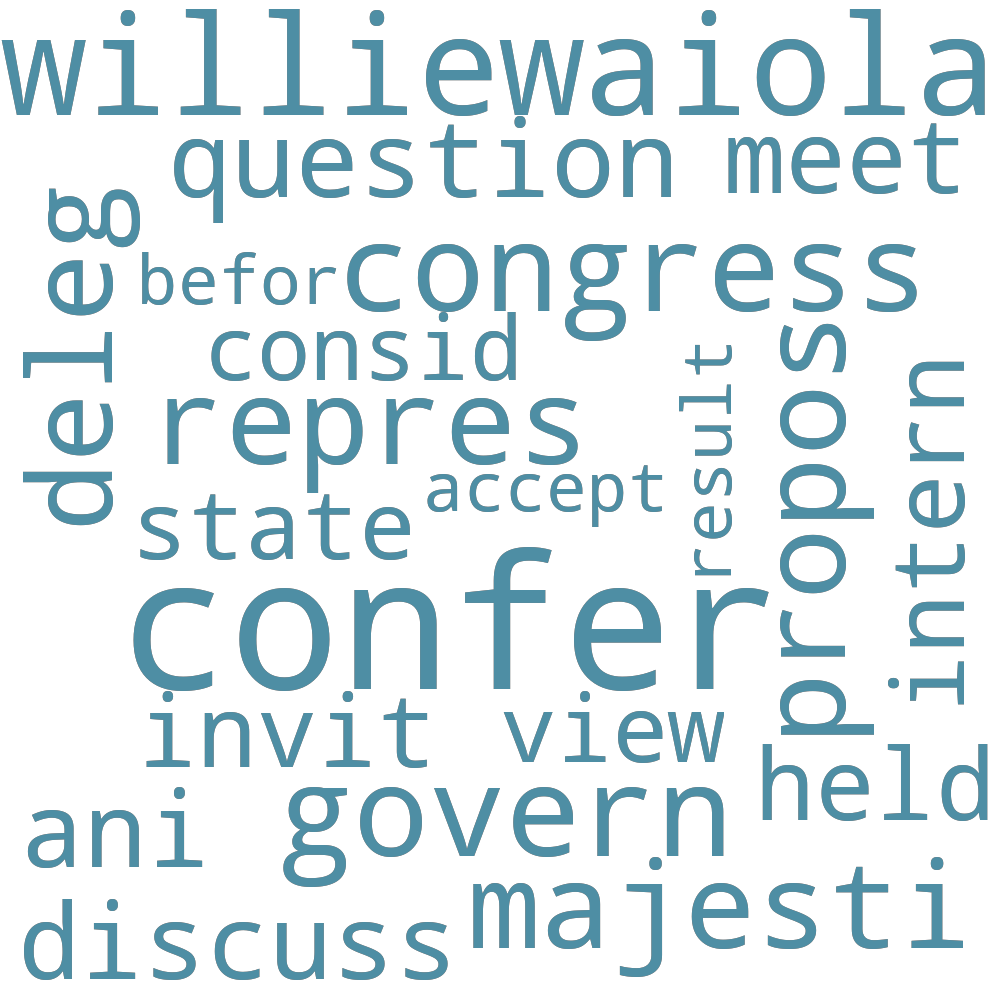 williewaiola
question meet
deleg
befor congress
consid
result
propos
intern
repres
accept
state
confer
invit view
held
ani govern
majesti
discuss